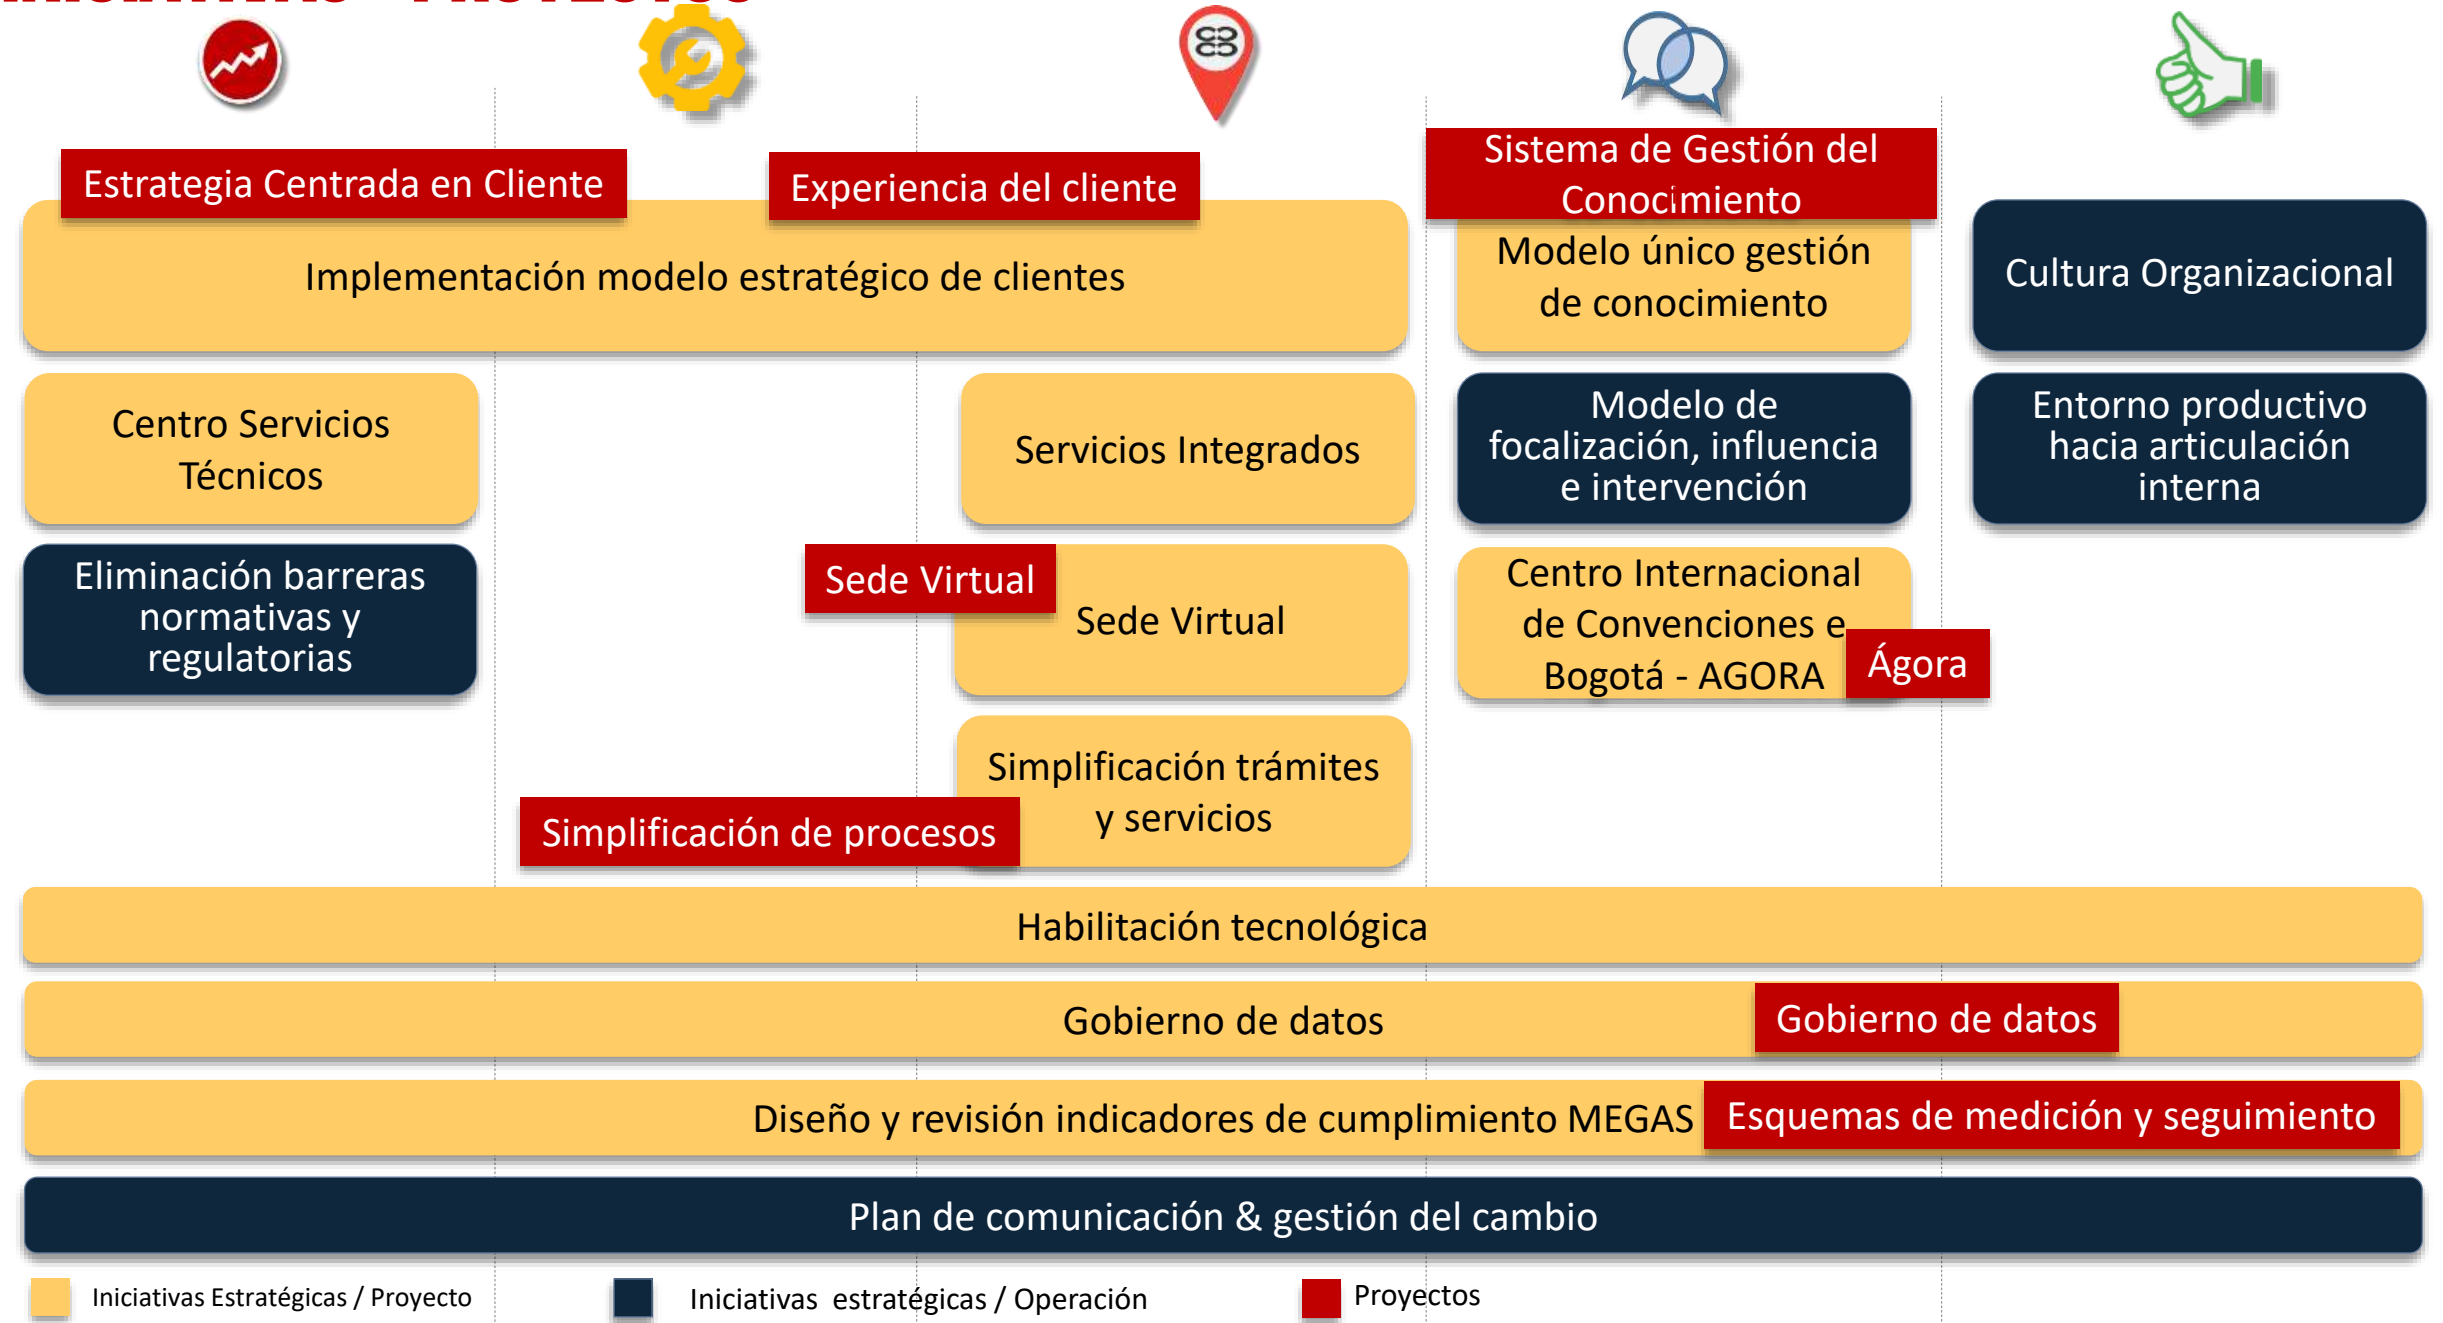 INICIATIVAS - PROYECTOS
Estrategia Centrada en Cliente
Experiencia del cliente
Sistema de Gestión del
Conocimiento
Implementación modelo estratégico de clientes
Modelo único gestión
de conocimiento
Cultura Organizacional
Centro Servicios
Técnicos
Servicios Integrados
Modelo de
focalización, influencia
e intervención
Entorno productivo
hacia articulación
interna
Eliminación barreras
normativas y
regulatorias
Sede Virtual
Sede Virtual
Centro Internacional
de Convenciones e
Bogotá - AGORA
Ágora
Simplificación trámites
y servicios
Simplificación de procesos
Habilitación tecnológica
Gobierno de datos
Gobierno de datos
Diseño y revisión indicadores de cumplimiento MEGAS
Esquemas de medición y seguimiento
Plan de comunicación & gestión del cambio
Iniciativas Estratégicas / Proyecto
Iniciativas estratégicas / Operación
Proyectos